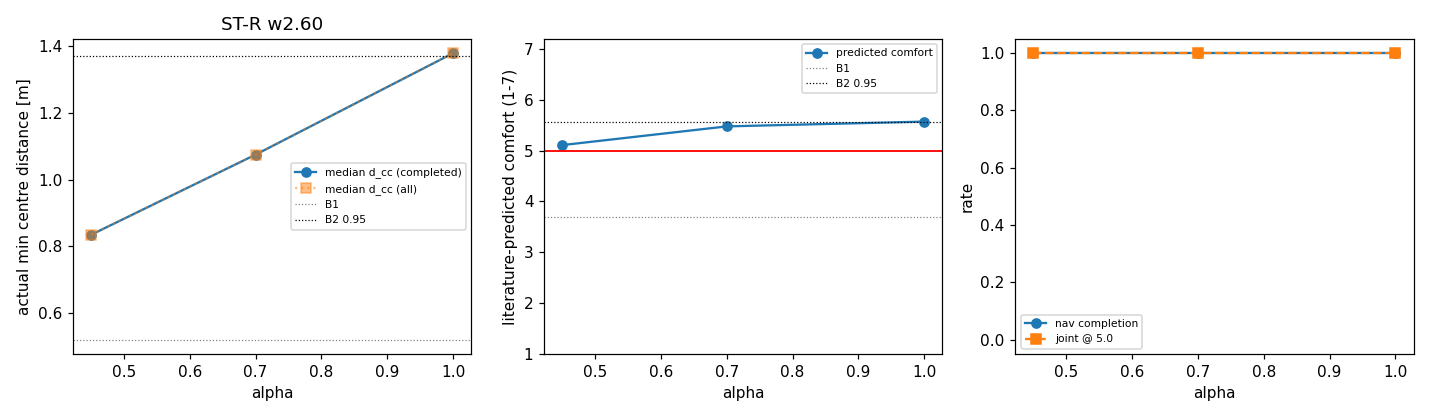 ST-R w2.60
actual min centre distance [m]
1.4
1.2
1.0
0.8
0.6
median d_cc (completed)
median d_cc (all)
B1
B2 0.95
0.5 0.6 0.7 0.8 0.9 1.0
alpha
literature-predicted comfort (1-7)
7
6
5
4
3
2
1
predicted comfort
B1
B2 0.95
0.5 0.6 0.7 0.8 0.9 1.0
alpha
rate
1.0
0.8
0.6
0.4
0.2
0.0
nav completion
joint @ 5.0
0.5 0.6 0.7 0.8 0.9 1.0
alpha